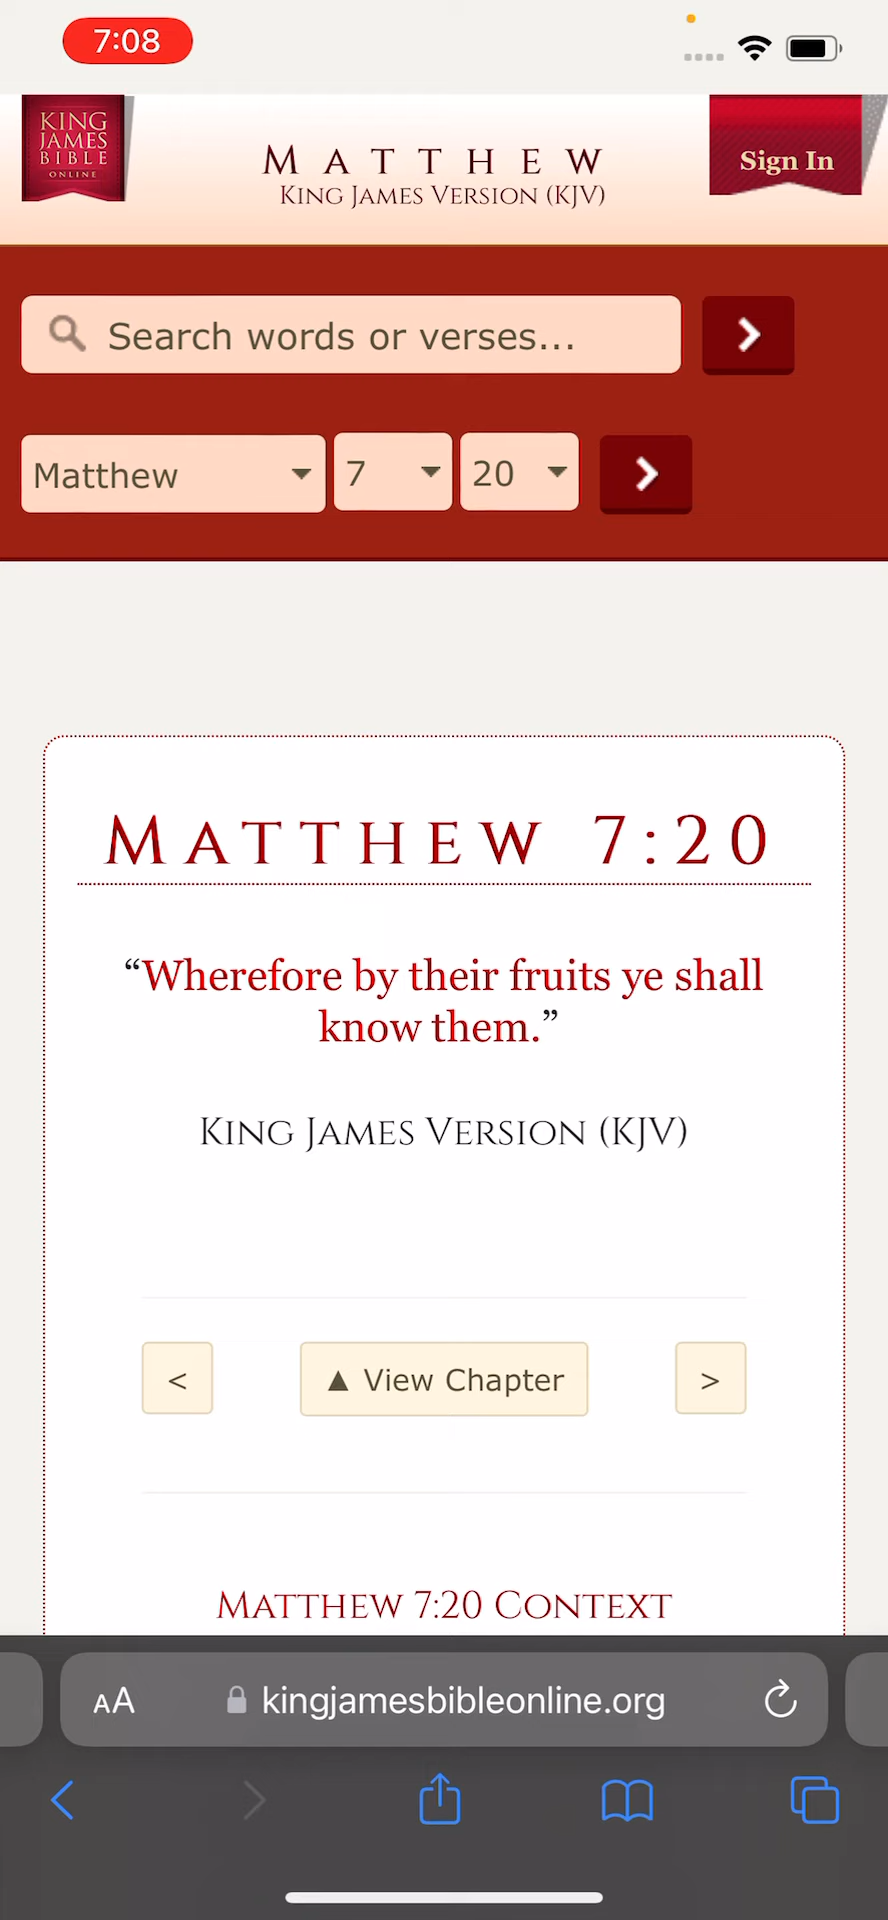 7:08
KING
JAMES
BIBLE
ONLINE
MATTHEW
KING JAMES VERSION (KJV)
Sign In
Search words or verses...
Matthew
7
20
MATTHEW 7:20
“Wherefore by their fruits ye shall
know them.”
KING JAMES VERSION (KJV)
<
▲ View Chapter
>
MATTHEW 7:20 CONTEXT
AA
kingjamesbibleonline.org